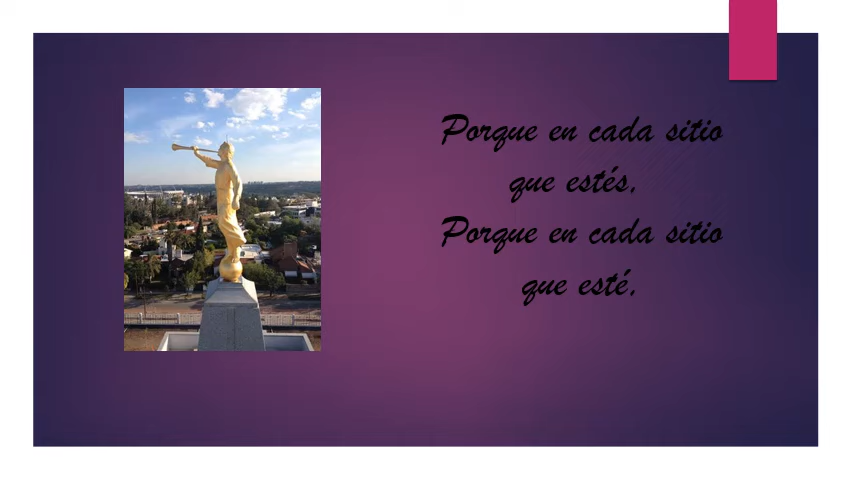 Porque en cada sitio
que estés,
Porque en cada sitio
que esté,